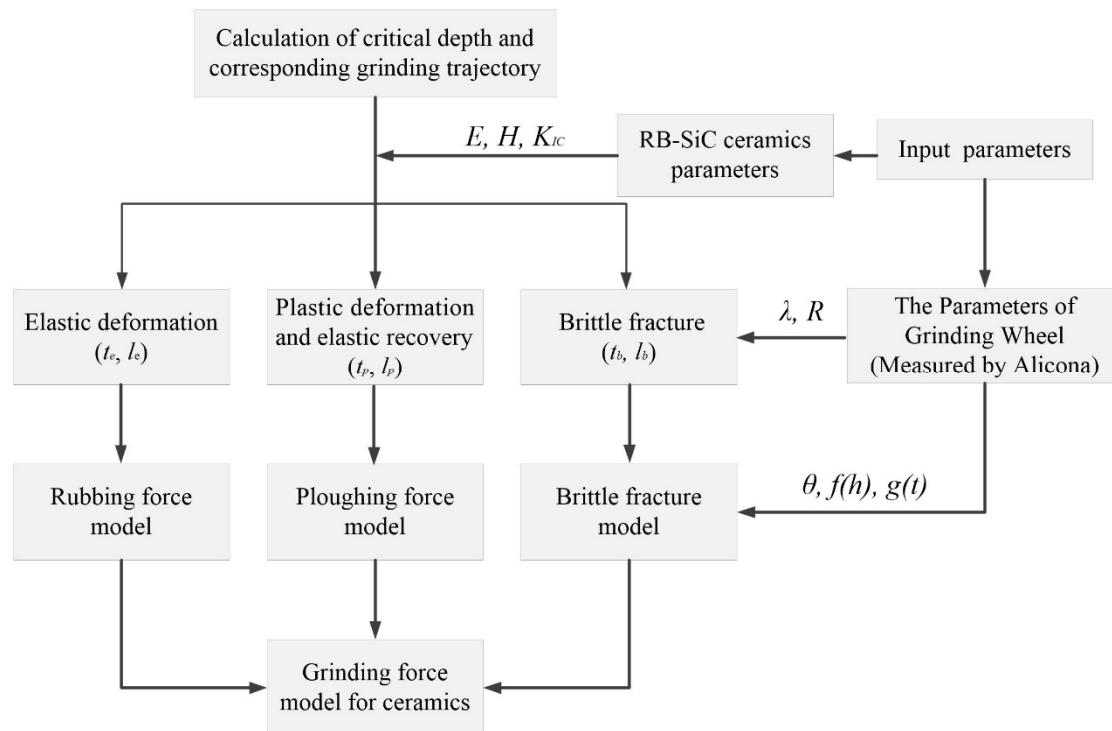 Calculation of critical depth and
corresponding grinding trajectory
E, H, K_IC
RB-SiC ceramics
parameters
Input parameters
Elastic deformation
(t_e, l_e)
Plastic deformation
and elastic recovery
(t_p, l_p)
Brittle fracture
(t_b, l_b)
λ, R
The Parameters of
Grinding Wheel
(Measured by Alicona)
Rubbing force
model
Ploughing force
model
Brittle fracture
model
θ, f(h), g(t)
Grinding force
model for ceramics